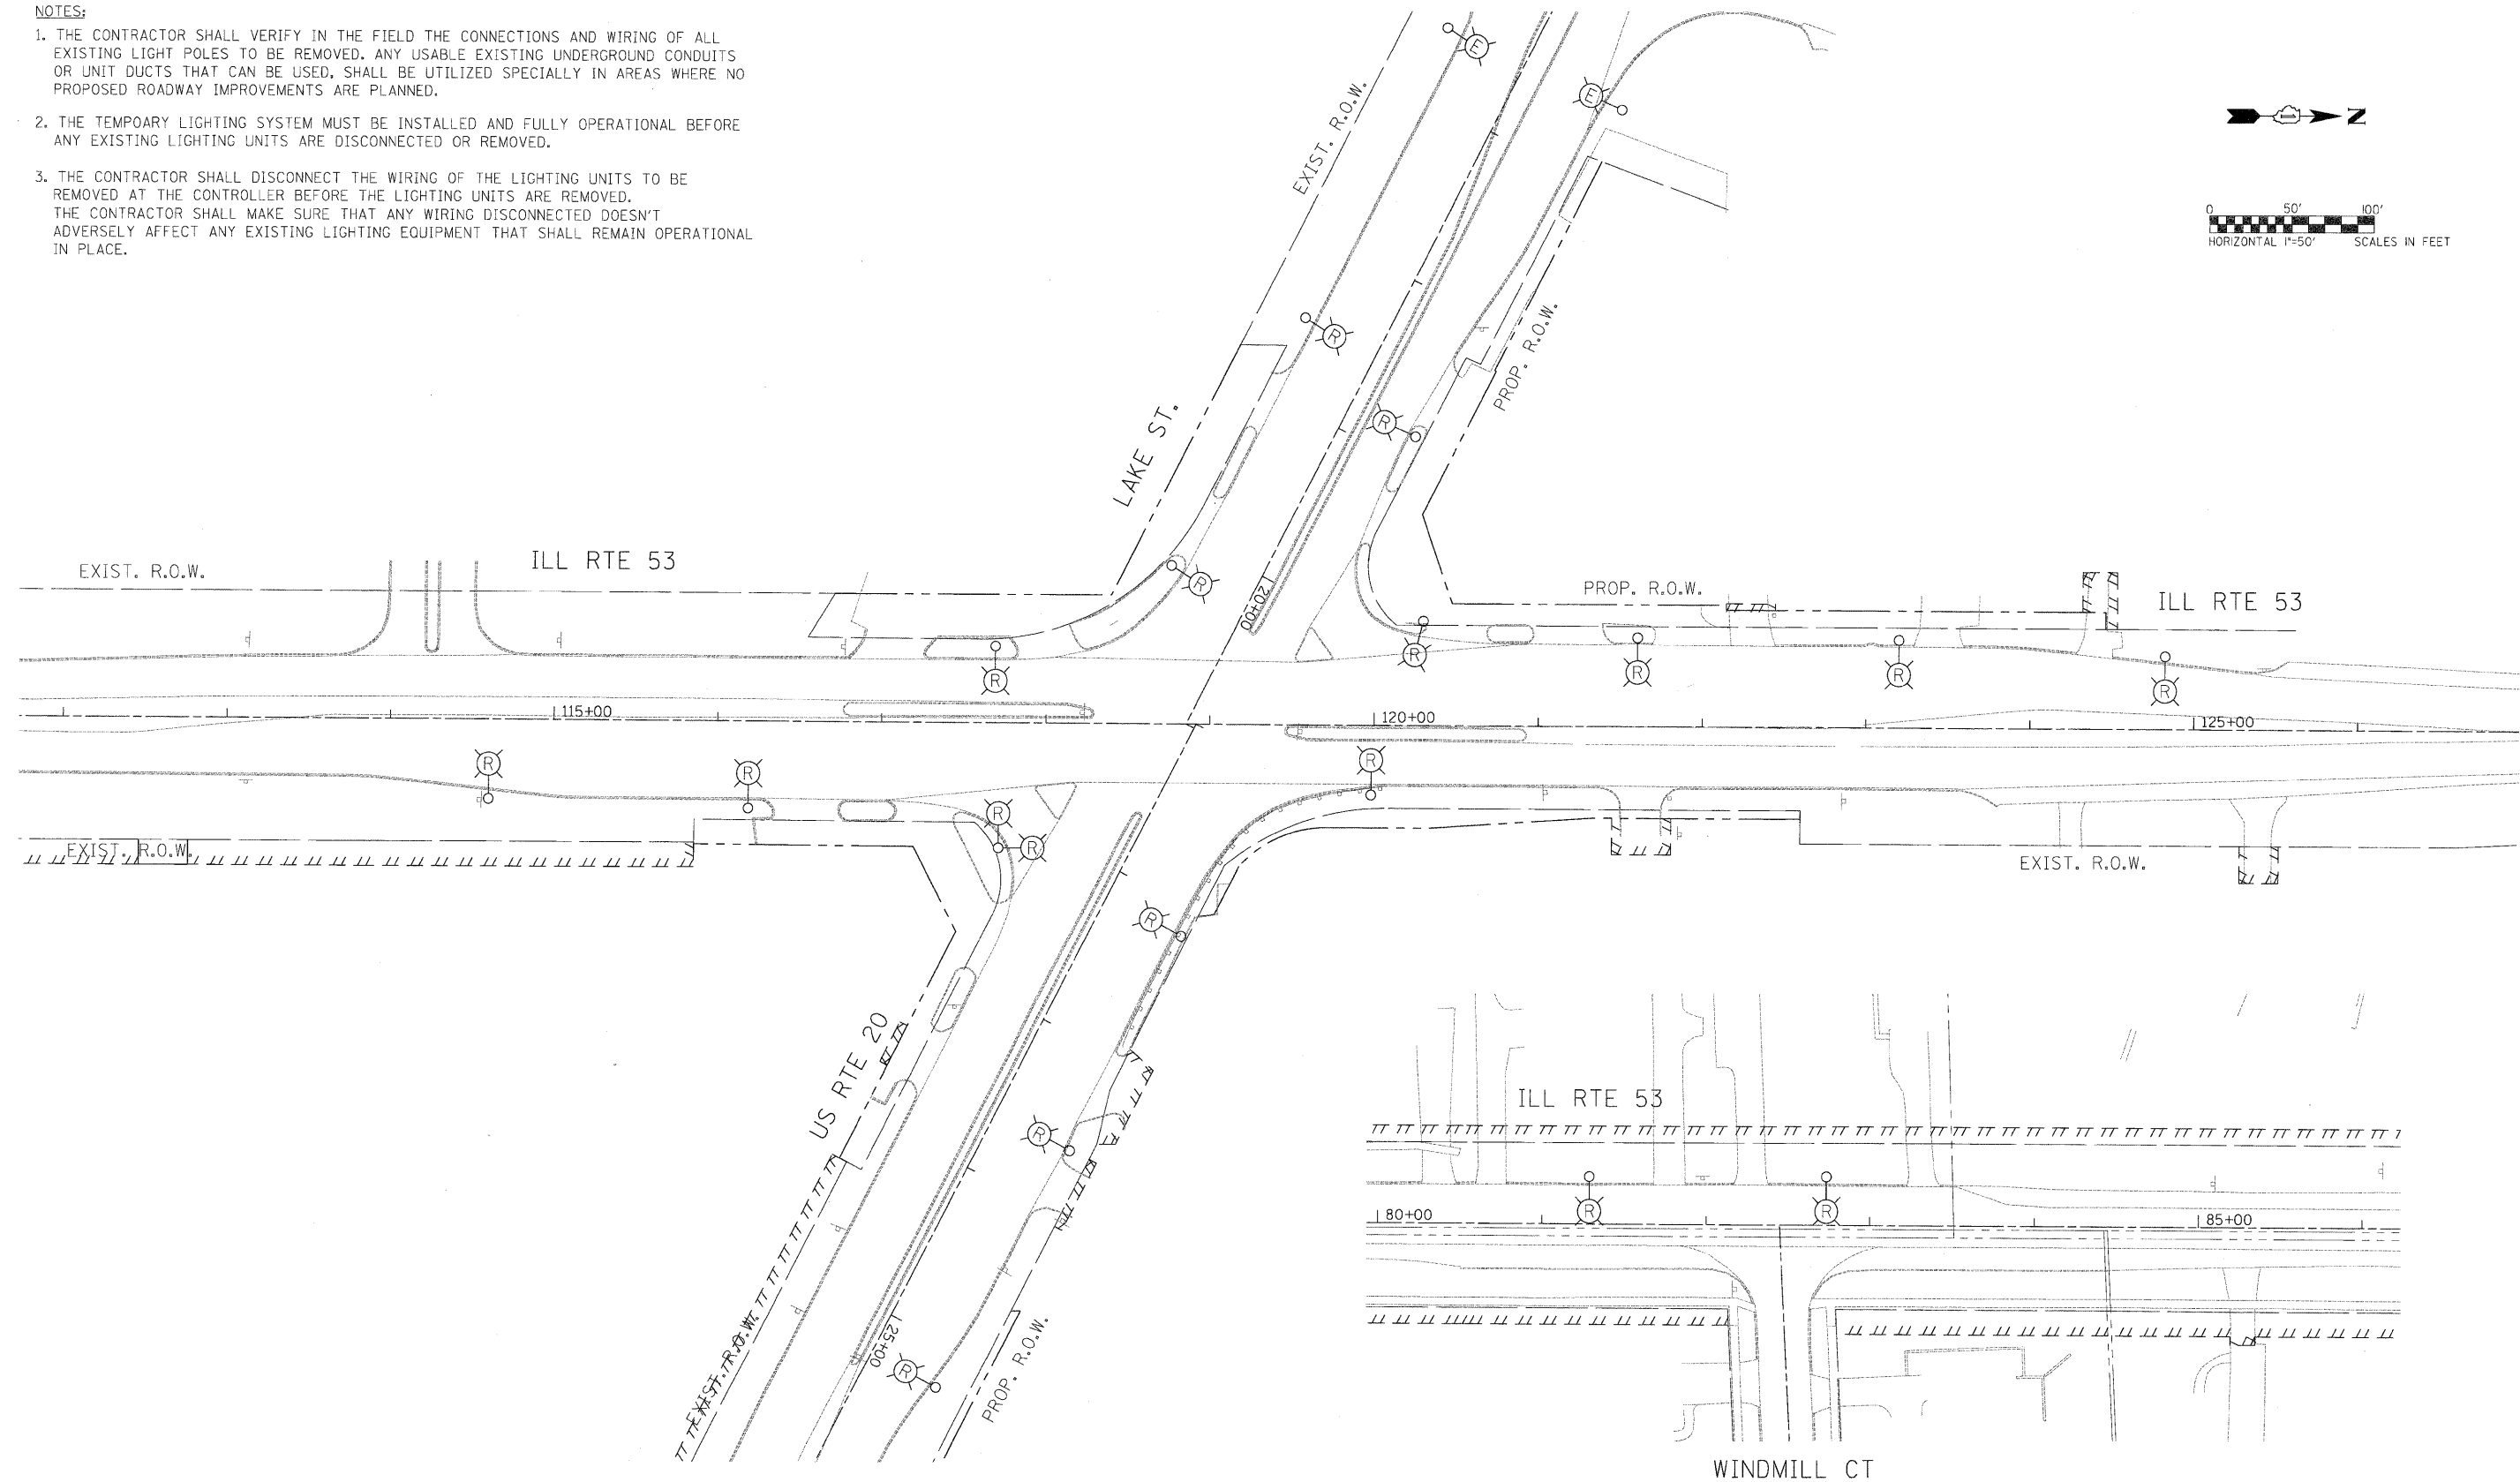 NOTES:
1. THE CONTRACTOR SHALL VERIFY IN THE FIELD THE CONNECTIONS AND WIRING OF ALL
EXISTING LIGHT POLES TO BE REMOVED. ANY USABLE EXISTING UNDERGROUND CONDUITS
OR UNIT DUCTS THAT CAN BE USED, SHALL BE UTILIZED SPECIALLY IN AREAS WHERE NO
PROPOSED ROADWAY IMPROVEMENTS ARE PLANNED.
2. THE TEMPOARY LIGHTING SYSTEM MUST BE INSTALLED AND FULLY OPERATIONAL BEFORE
ANY EXISTING LIGHTING UNITS ARE DISCONNECTED OR REMOVED.
3. THE CONTRACTOR SHALL DISCONNECT THE WIRING OF THE LIGHTING UNITS TO BE
REMOVED AT THE CONTROLLER BEFORE THE LIGHTING UNITS ARE REMOVED.
THE CONTRACTOR SHALL MAKE SURE THAT ANY WIRING DISCONNECTED DOESN'T
ADVERSELY AFFECT ANY EXISTING LIGHTING EQUIPMENT THAT SHALL REMAIN OPERATIONAL
IN PLACE.
E
E
N
EXIST. R.O.W.
0 50' 100'
HORIZONTAL 1"=50' SCALES IN FEET
R
PROP. R.O.W.
R
LAKE ST.
ILL RTE 53
EXIST. R.O.W.
R
120+00
PROP. R.O.W.
ILL RTE 53
R
R
R
R
R
115+00
120+00
125+00
R
R
R
R
R
EXIST. R.O.W.
EXIST. R.O.W.
R
US RTE 20
R
ILL RTE 53
R
R
80+00
85+00
125+00
R
EXIST. R.O.W.
PROP. R.O.W.
WINDMILL CT